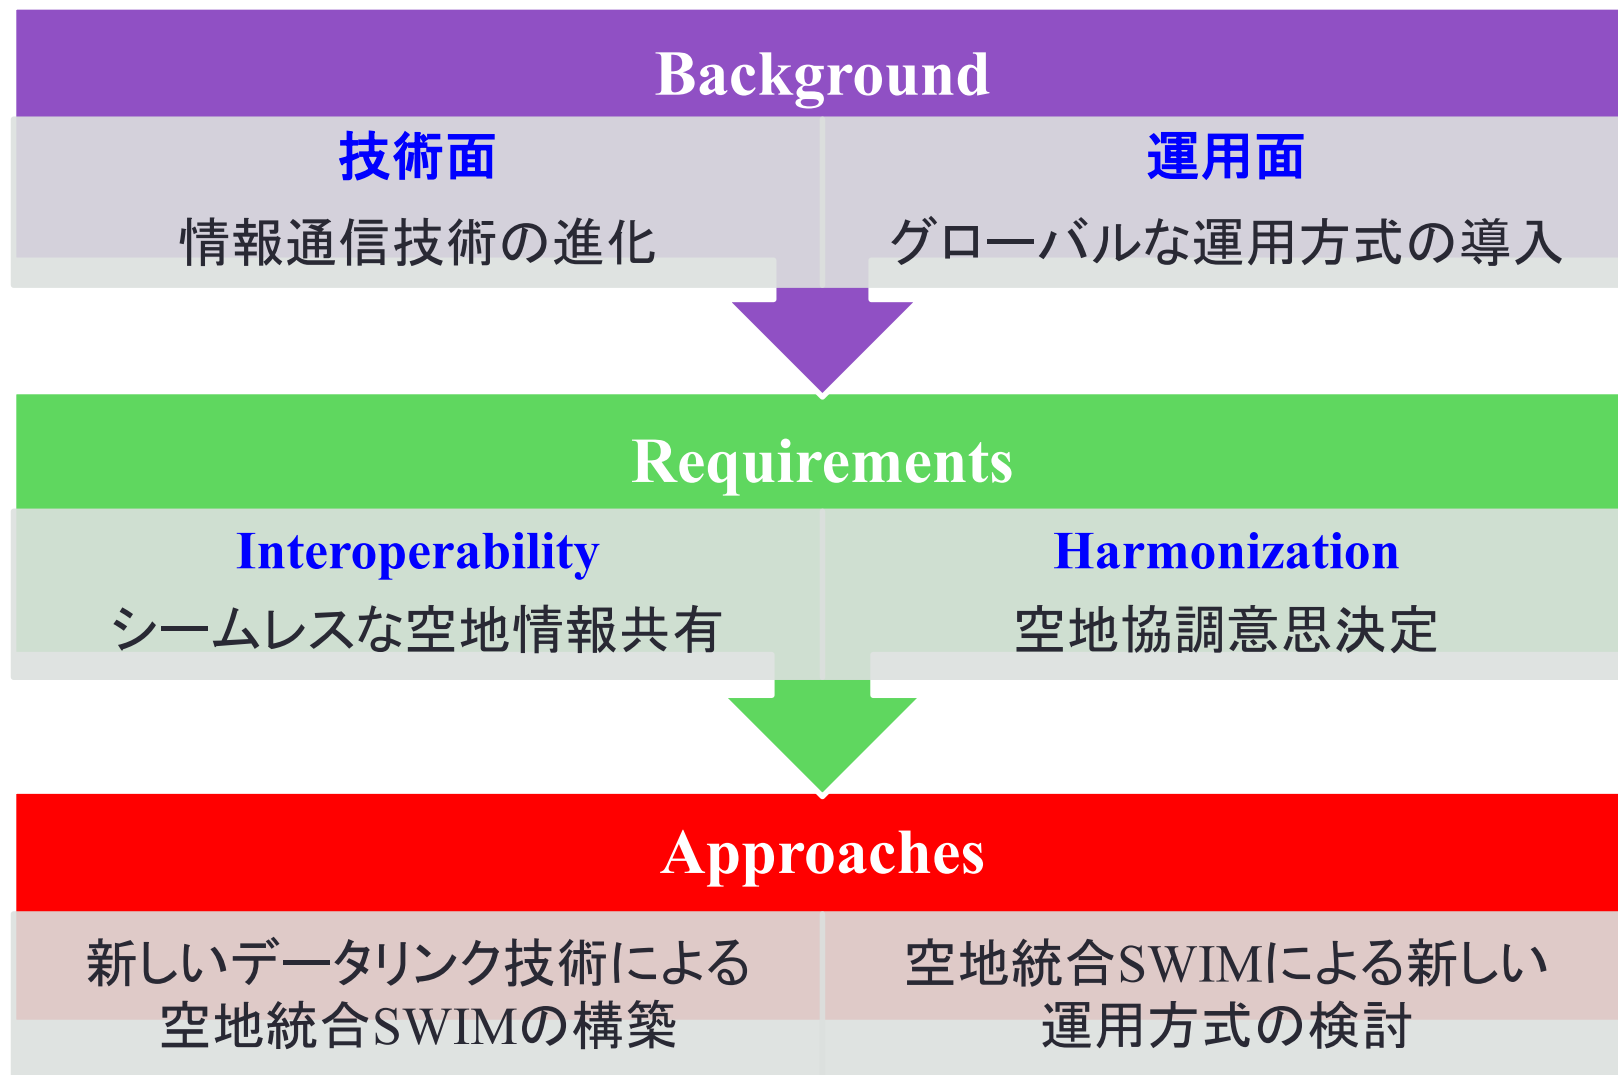 Background
技術面
情報通信技術の進化
運用面
グローバルな運用方式の導入
Requirements
Interoperability
シームレスな空地情報共有
Harmonization
空地協調意思決定
Approaches
新しいデータリンク技術による
空地統合SWIMの構築
空地統合SWIMによる新しい
運用方式の検討